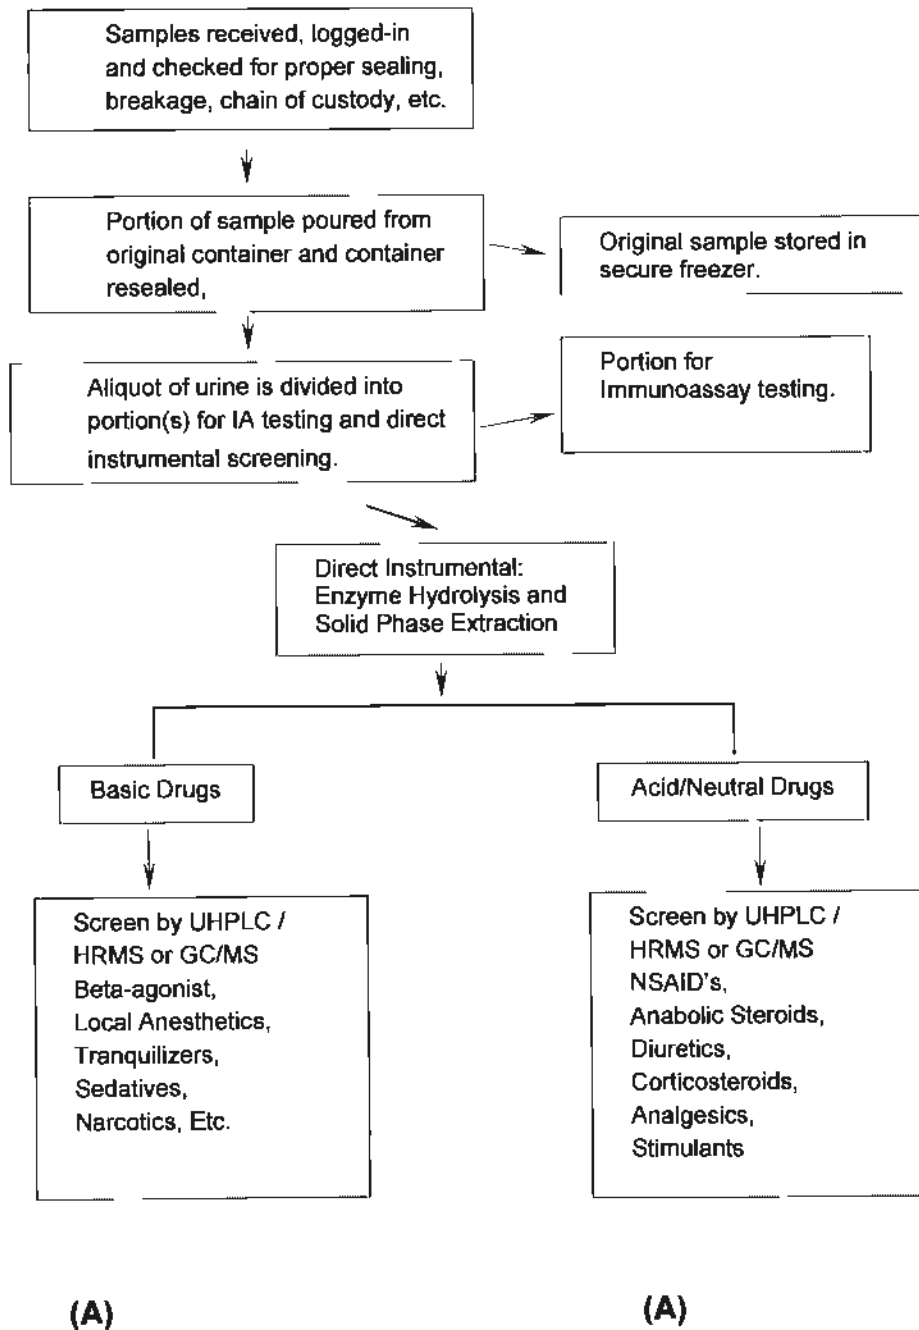 Samples received, logged-in
and checked for proper sealing,
breakage, chain of custody, etc.
Portion of sample poured from
original container and container
resealed,
Original sample stored in
secure freezer.
Aliquot of urine is divided into
portion(s) for IA testing and direct
instrumental screening.
Portion for
Immunoassay testing.
Direct Instrumental:
Enzyme Hydrolysis and
Solid Phase Extraction
Basic Drugs
Acid/Neutral Drugs
Screen by UHPLC /
HRMS or GC/MS
Beta-agonist,
Local Anesthetics,
Tranquilizers,
Sedatives,
Narcotics, Etc.
Screen by UHPLC /
HRMS or GC/MS
NSAID's,
Anabolic Steroids,
Diuretics,
Corticosteroids,
Analgesics,
Stimulants
(A)
(A)